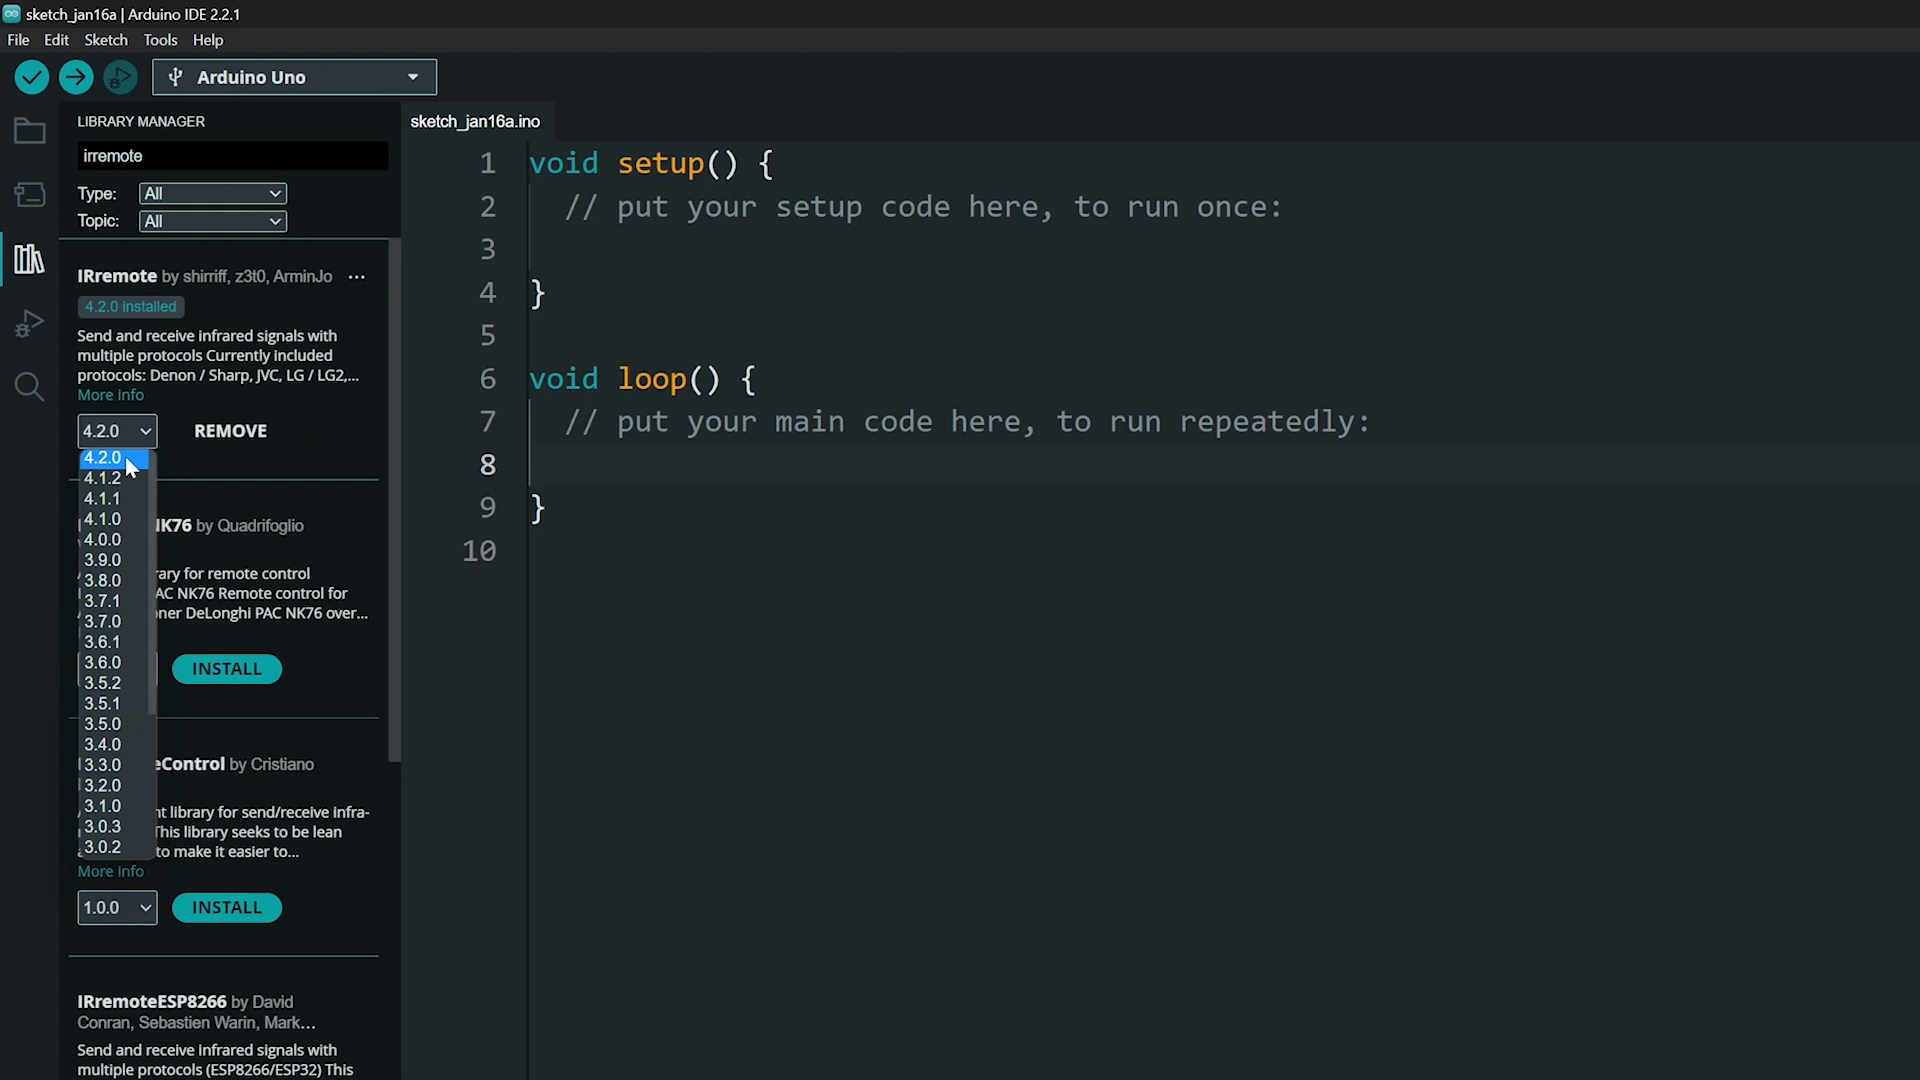 sketch_jan16a | Arduino IDE 2.2.1
File Edit Sketch Tools Help
Arduino Uno
LIBRARY MANAGER
irremote
Type: All
Topic: All
IRremote by shirriff, z3t0, ArminJo ...
4.2.0 installed
Send and receive infrared signals with
multiple protocols Currently included
protocols: Denon / Sharp, JVC, LG / LG2,...
More info
4.2.0 REMOVE
4.2.0
4.1.2
4.1.1
4.1.0
4.0.0
3.9.0
3.8.0
3.7.1
3.7.0
3.6.1
3.6.0
3.5.2
3.5.1
3.5.0
3.4.0
3.3.0
3.2.0
3.1.0
3.0.3
3.0.2
NK76 by Quadrifoglio
rary for remote control
AC NK76 Remote control for
ner DeLonghi PAC NK76 over...
INSTALL
eControl by Cristiano
nt library for send/receive infra-
This library seeks to be lean
to make it easier to...
More info
1.0.0 INSTALL
IRremoteESP8266 by David
Conran, Sebastien Warin, Mark...
Send and receive infrared signals with
multiple protocols (ESP8266/ESP32) This
sketch_jan16a.ino
1 void setup() {
2 // put your setup code here, to run once:
3
4 }
5
6 void loop() {
7 // put your main code here, to run repeatedly:
8
9 }
10